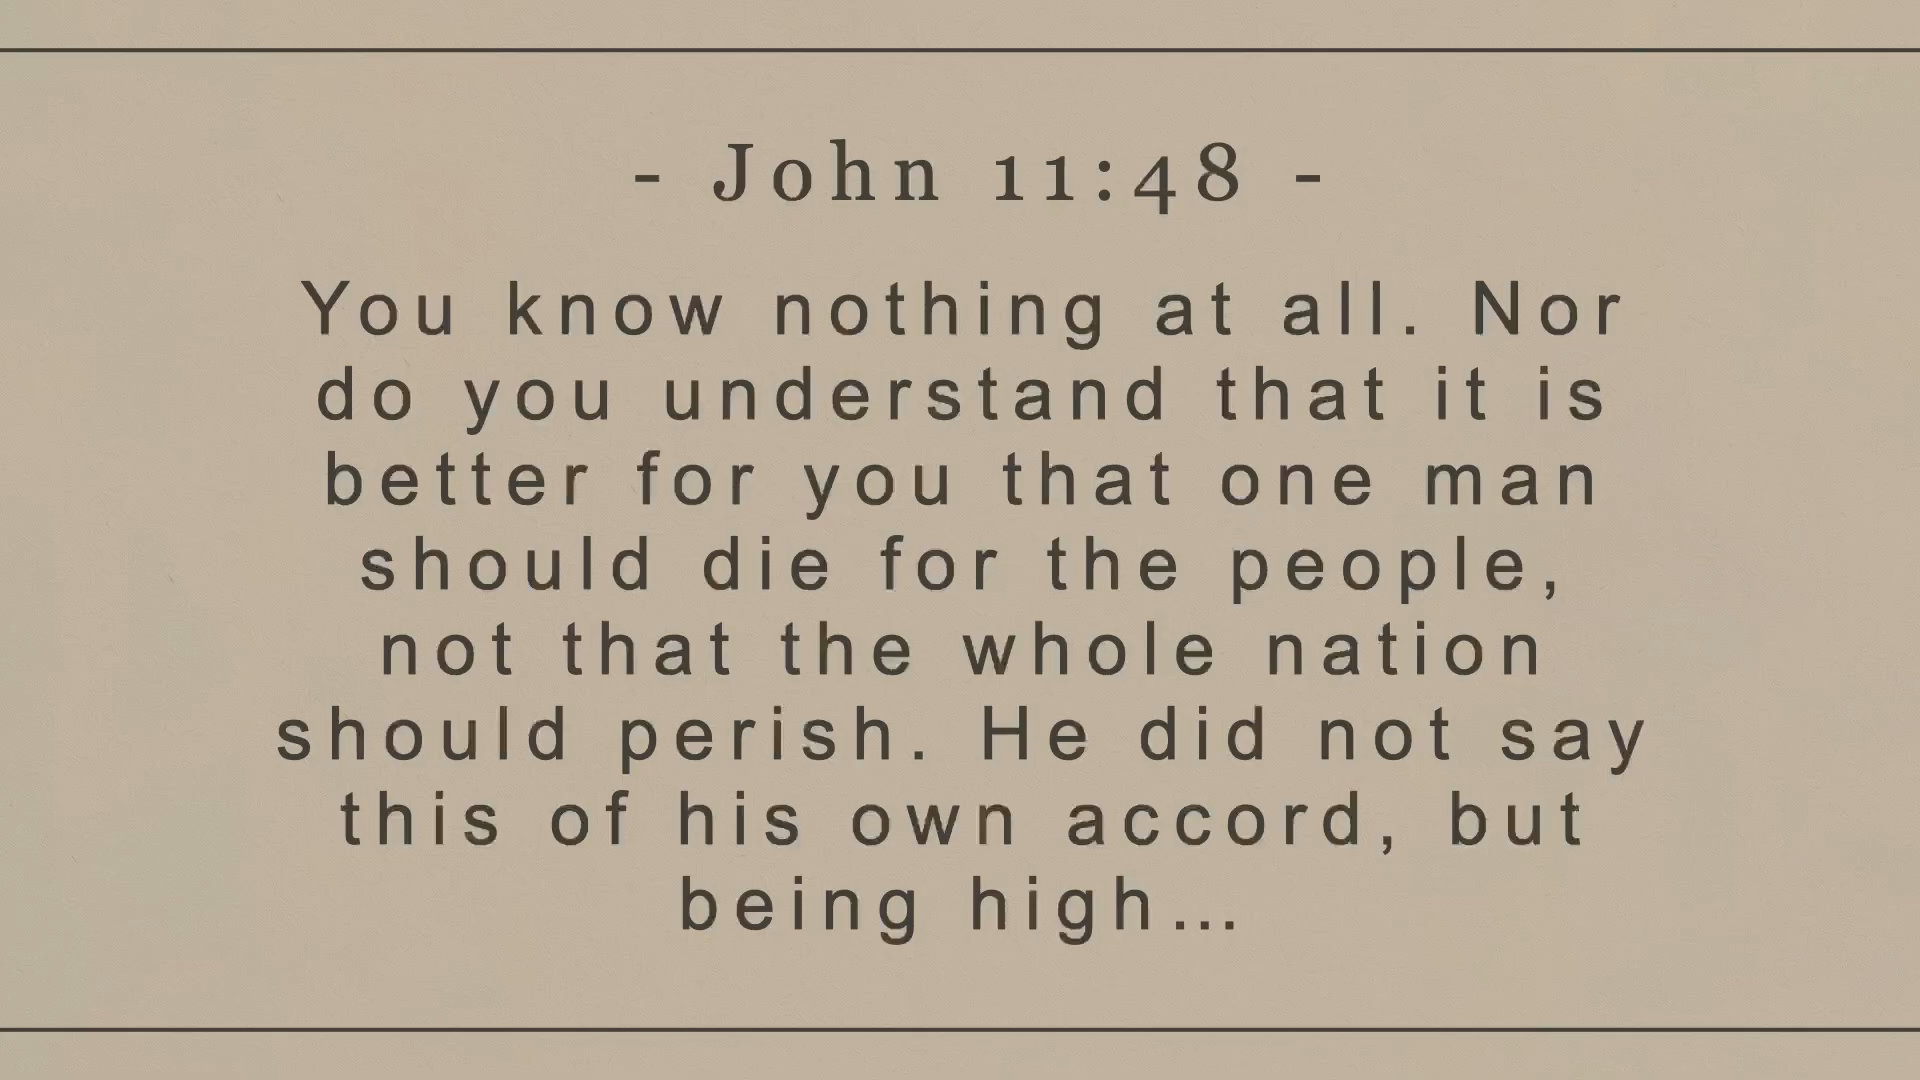 - John 11:48 -
You know nothing at all. Nor
do you understand that it is
better for you that one man
should die for the people,
not that the whole nation
should perish. He did not say
this of his own accord, but
being high...